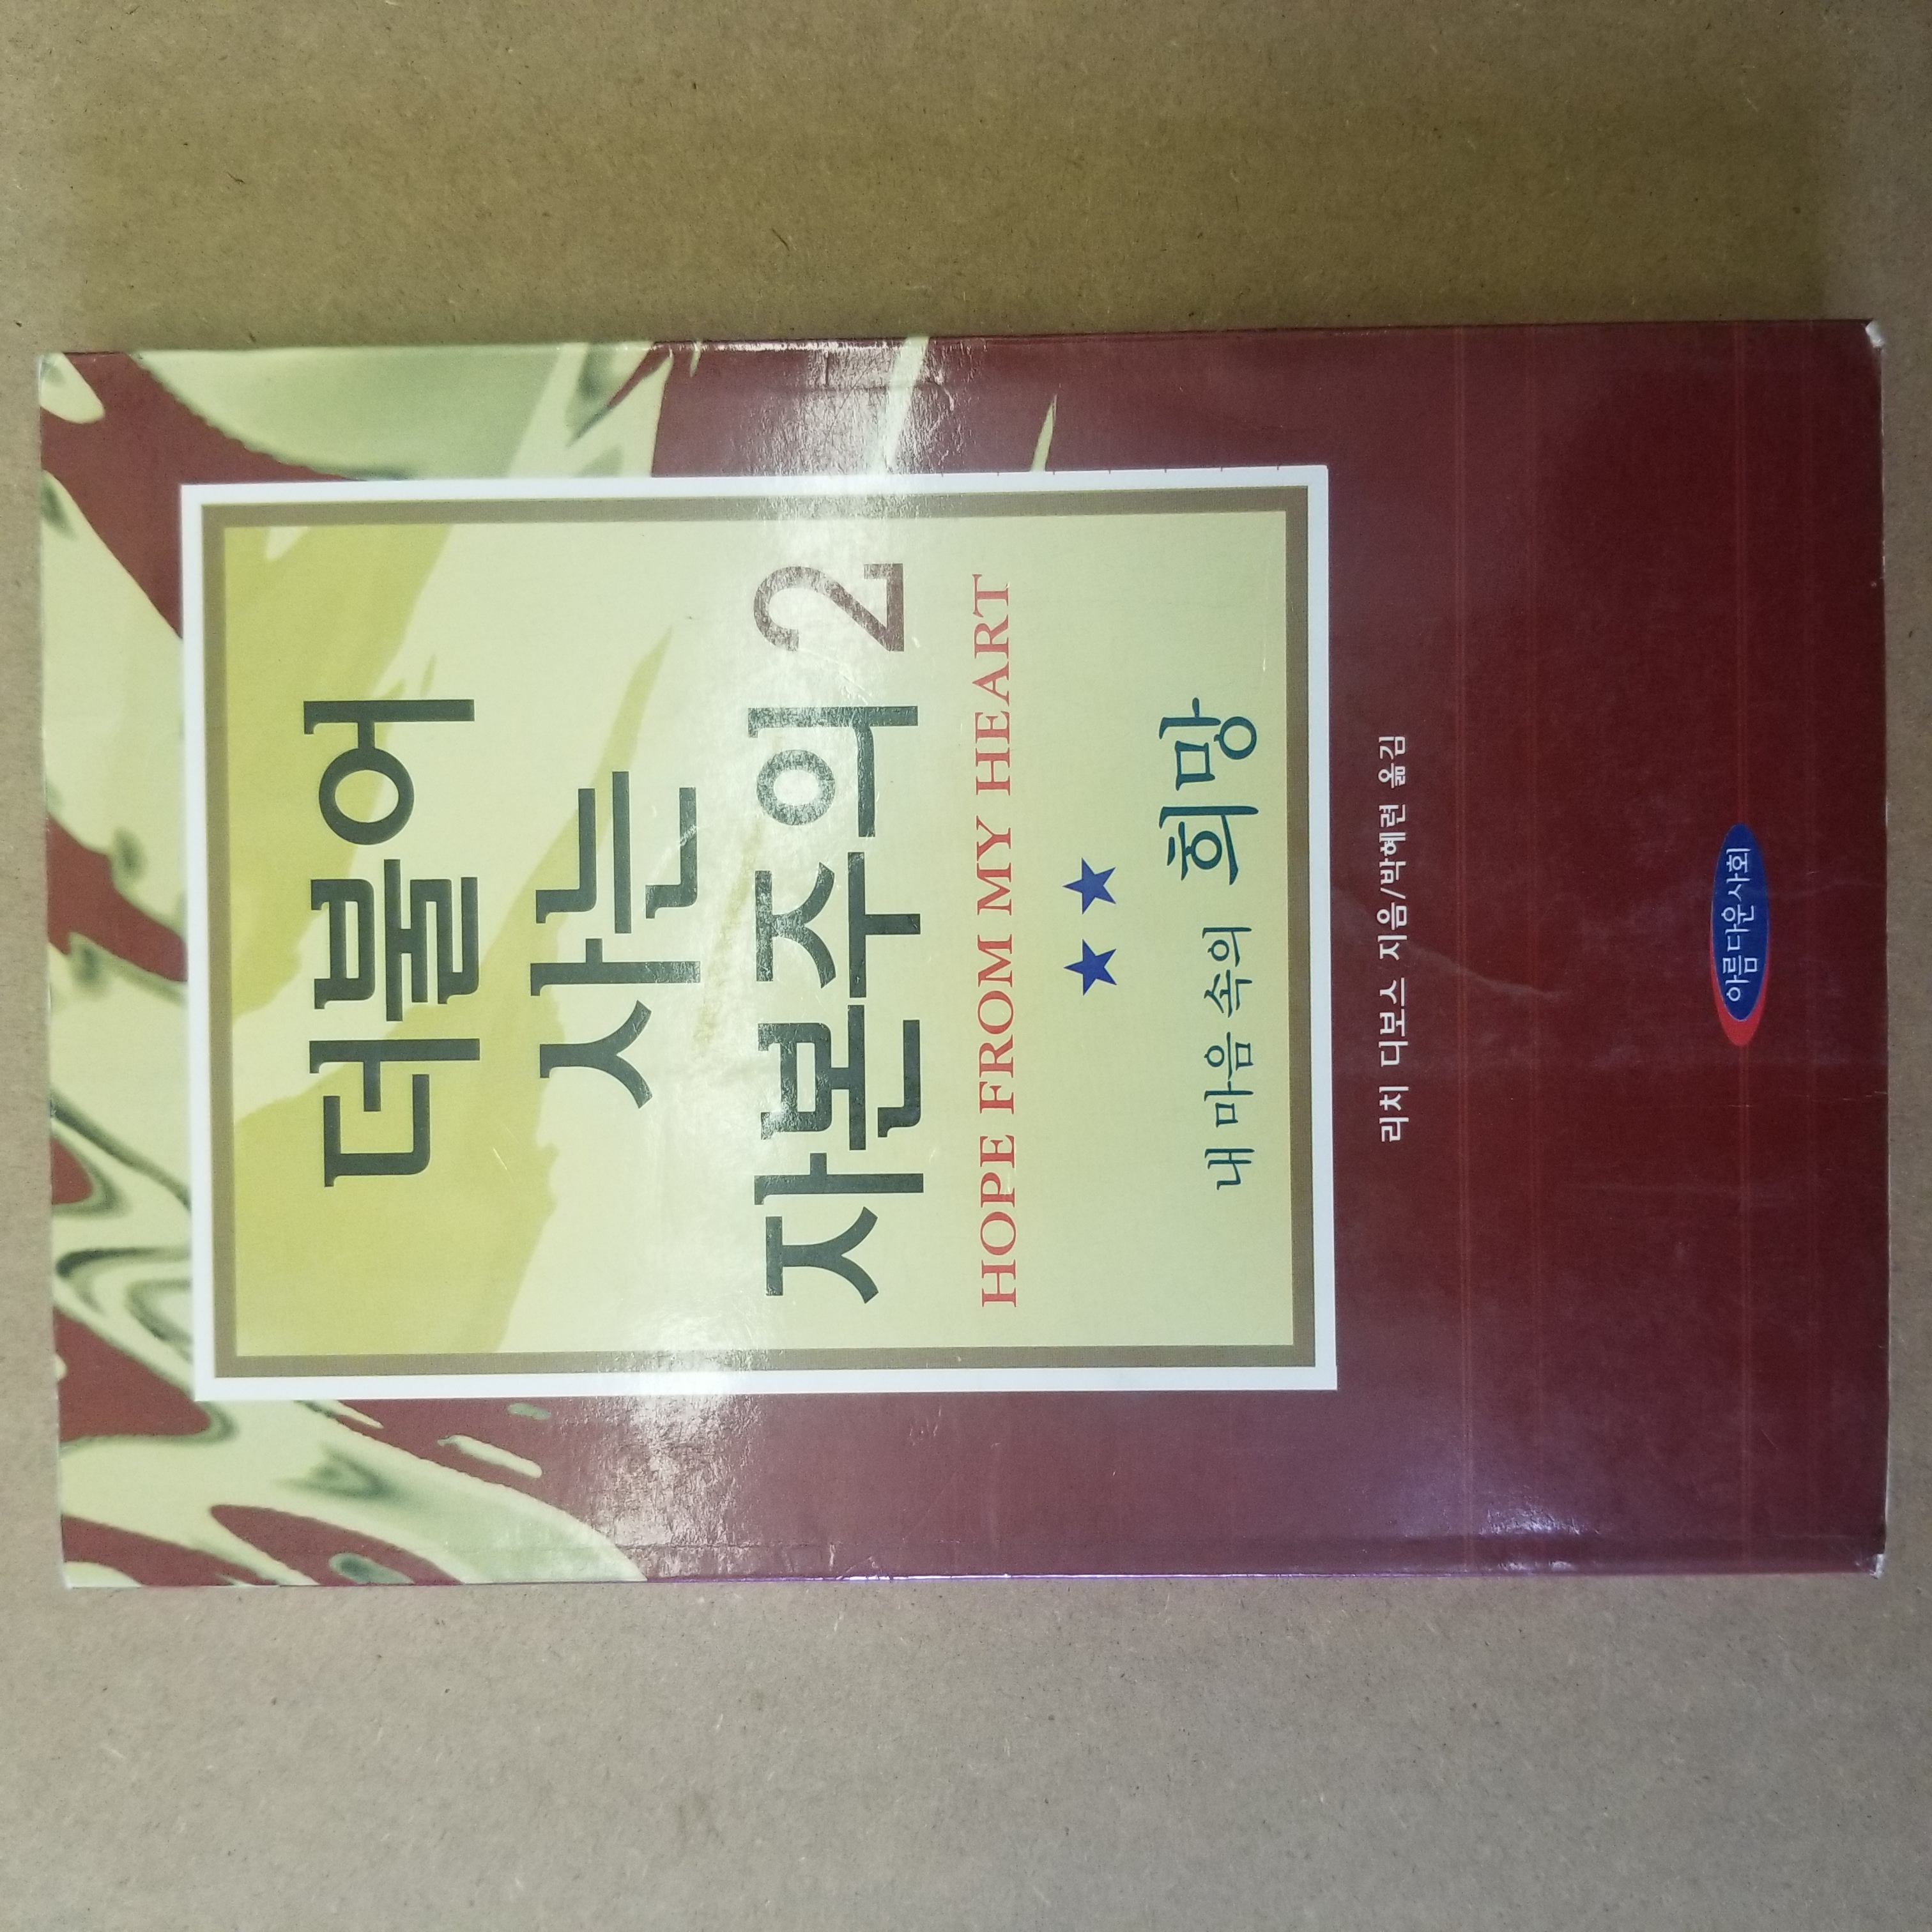 더불어
사는
자본주의 2
HOPE FROM MY HEART
내 마음 속의 희망
리치 디보스 지음/박혜련 옮김
아름다운사회